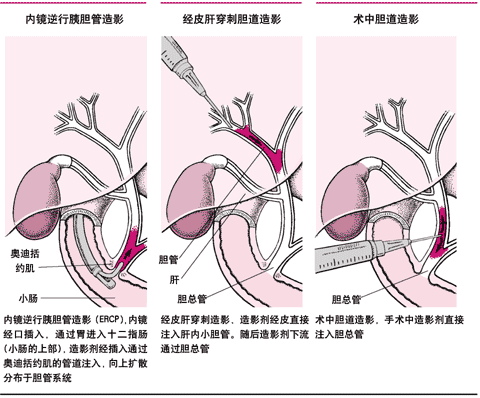 内镜逆行胰胆管造影
奥迪括
约肌
小肠
内镜逆行胰胆管造影 (ERCP),内镜
经口插入，通过胃进入十二指肠
(小肠的上部),造影剂经插入通过
奥迪括约肌的管道注入，向上扩散
分布于胆管系统
经皮肝穿刺胆道造影
胆管
肝
胆总管
经皮肝穿刺造影，造影剂经皮直接
注入肝内小胆管。随后造影剂下流
通过胆总管
术中胆道造影
胆总管
术中胆道造影，手术中造影剂直接
注入胆总管